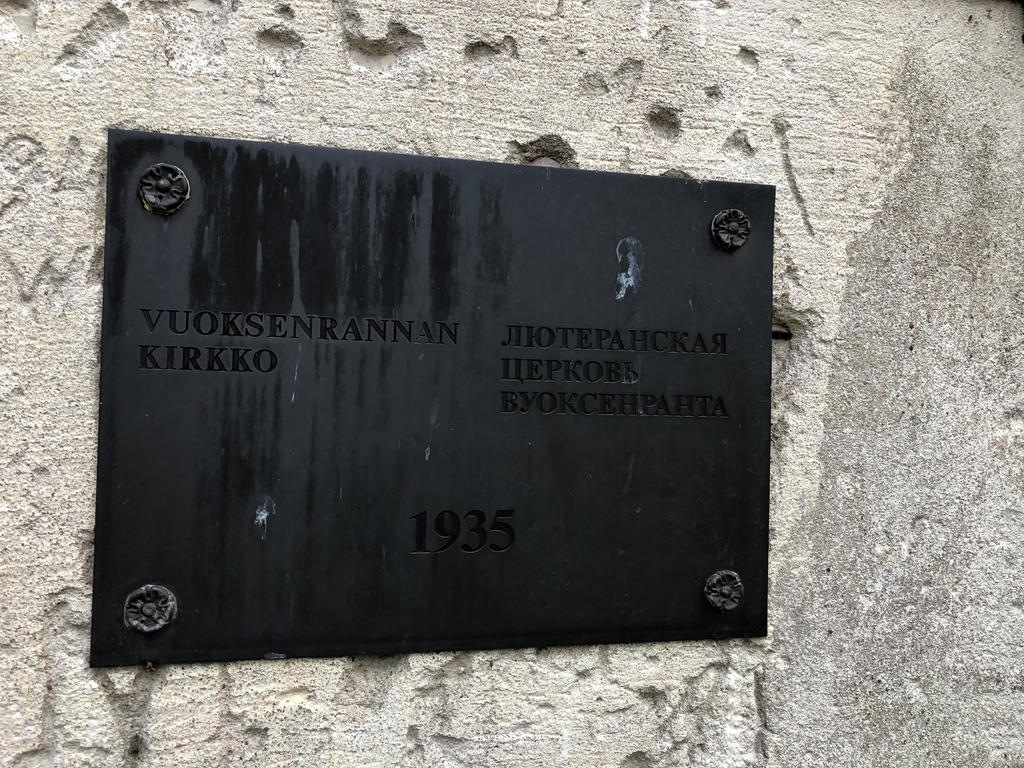 VUOKSENRANNAN
KIRKKO
ЛЮТЕРАНСКАЯ
ЦЕРКОВЬ
ВУОКСЕНРАНТА
1935